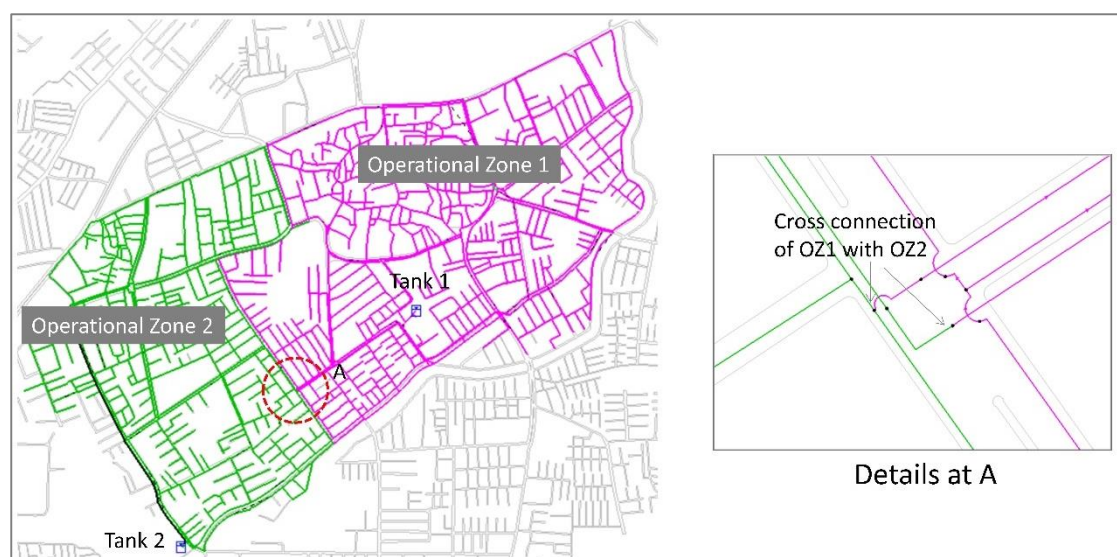 Operational Zone 1
Tank 1
Operational Zone 2
A
Tank 2
Cross connection
of OZ1 with OZ2
Details at A